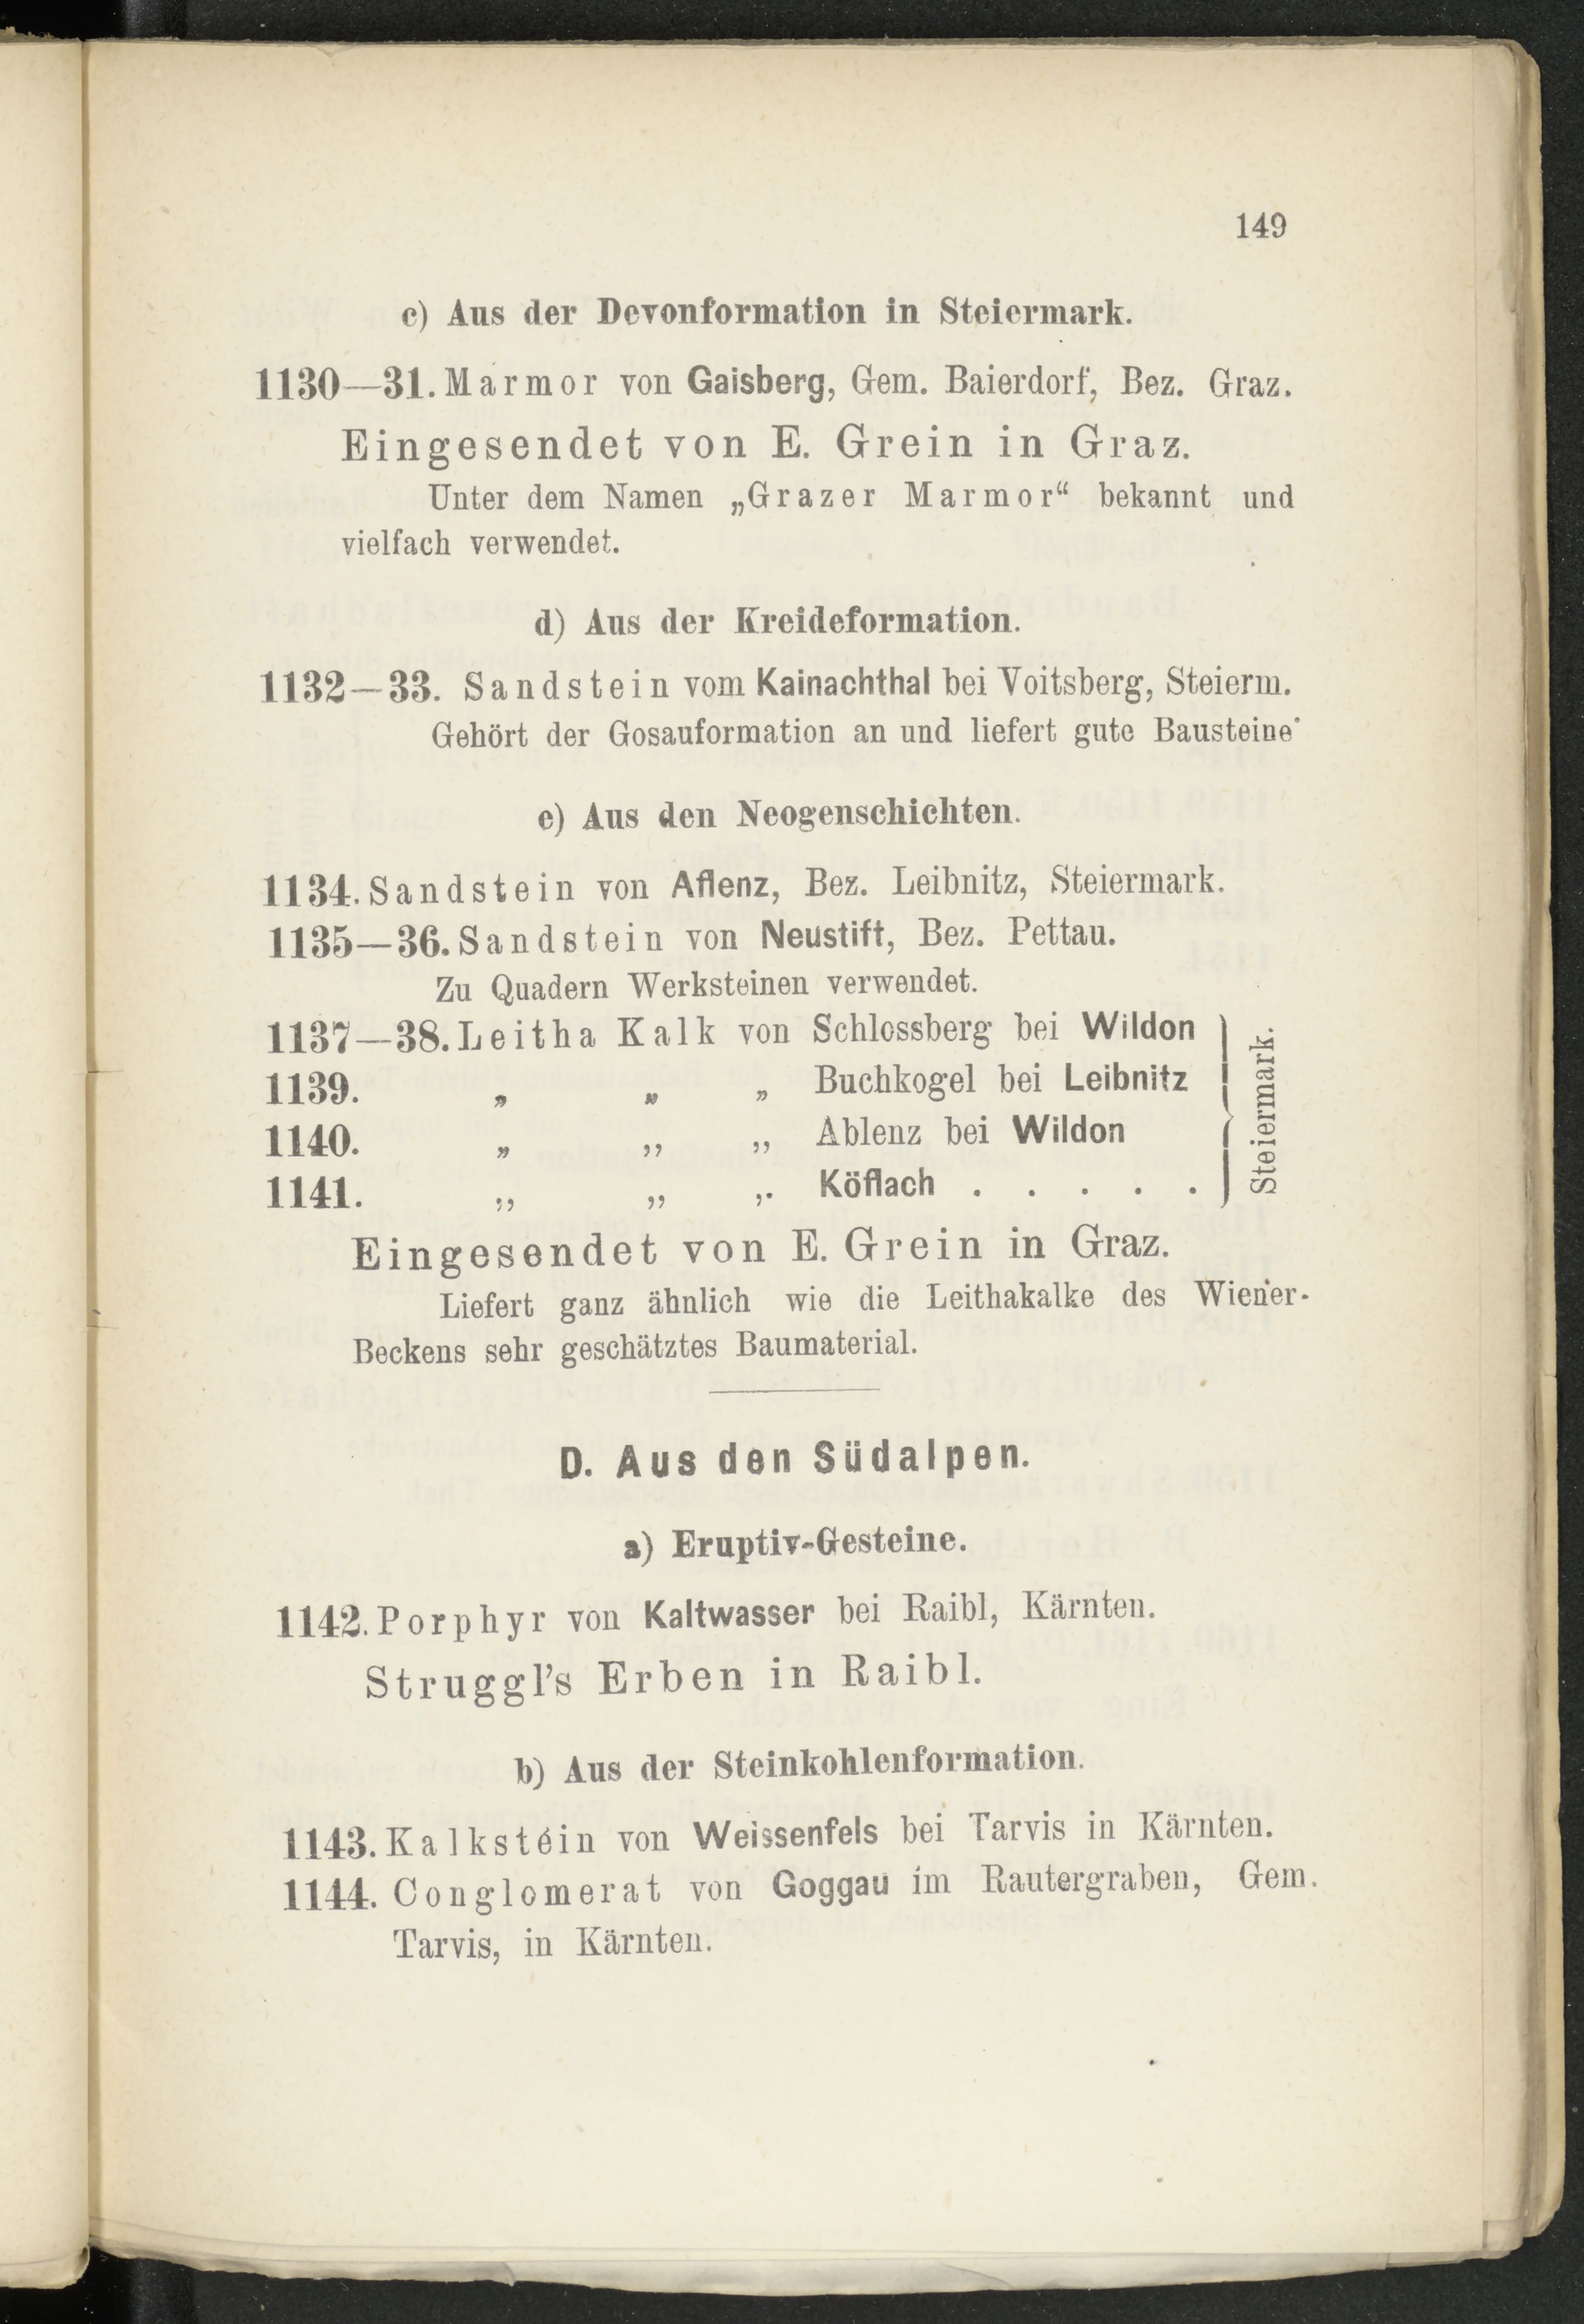 149
c) Aus der Devonformation in Steiermark.
1130—31. Marmor von Gaisberg, Gem. Baierdorf, Bez. Graz.
Eingesendet von E. Grein in Graz.
Unter dem Namen „Grazer Marmor“ bekannt und
vielfach verwendet.
d) Aus der Kreideformation.
1132—33. Sandstein vom Kainachthal bei Voitsberg, Steierm.
Gehört der Gosauformation an und liefert gute Bausteine
e) Aus den Neogenschichten.
1134. Sandstein von Aflenz, Bez. Leibnitz, Steiermark.
1135—36. Sandstein von Neustift, Bez. Pettau.
Zu Quadern Werksteinen verwendet.
1137—38. Leitha Kalk von Schlossberg bei Wildon
1139. „ „ „ Buchkogel bei Leibnitz
1140. „ „ „ Ablenz bei Wildon
1141. „ „ „ Köflach . . . . .
Steiermark.
Eingesendet von E. Grein in Graz.
Liefert ganz ähnlich wie die Leithakalke des Wiener-
Beckens sehr geschätztes Baumaterial.
D. Aus den Südalpen.
a) Eruptiv-Gesteine.
1142. Porphyr von Kaltwasser bei Raibl, Kärnten.
Struggl's Erben in Raibl.
b) Aus der Steinkohlenformation.
1143. Kalkstein von Weissenfels bei Tarvis in Kärnten.
1144. Conglomerat von Goggau im Rautergraben, Gem.
Tarvis, in Kärnten.